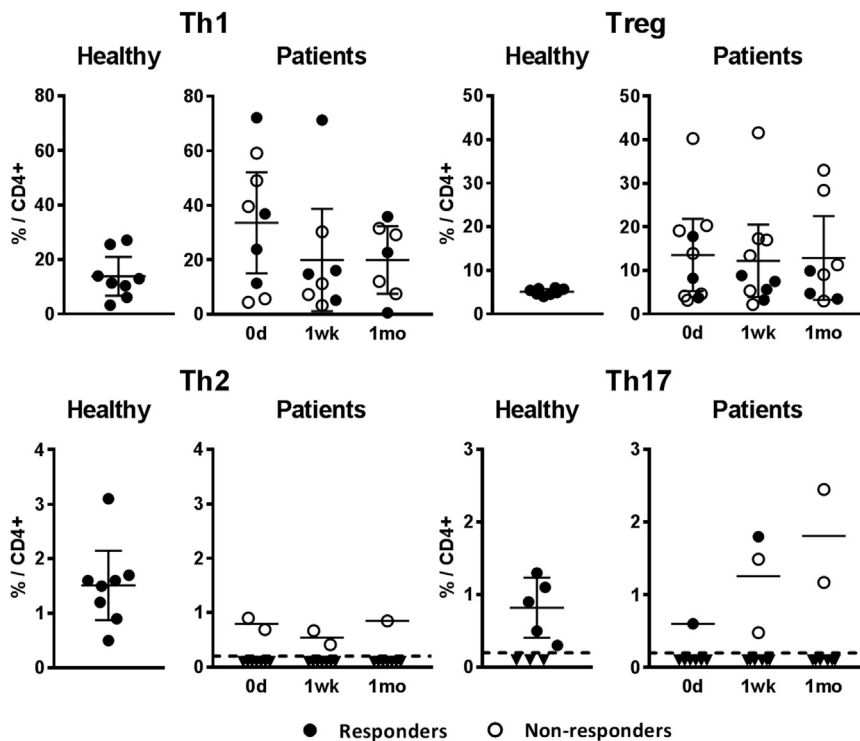 Th1
Treg
Healthy
Patients
Healthy
Patients
% / CD4+
80
60
40
20
0
80
60
40
20
0
0d 1wk 1mo
% / CD4+
50
40
30
20
10
0
50
40
30
20
10
0
0d 1wk 1mo
Th2
Th17
Healthy
Patients
Healthy
Patients
% / CD4+
4
3
2
1
0
4
3
2
1
0
0d 1wk 1mo
% / CD4+
3
2
1
0
3
2
1
0
0d 1wk 1mo
Responders Non-responders